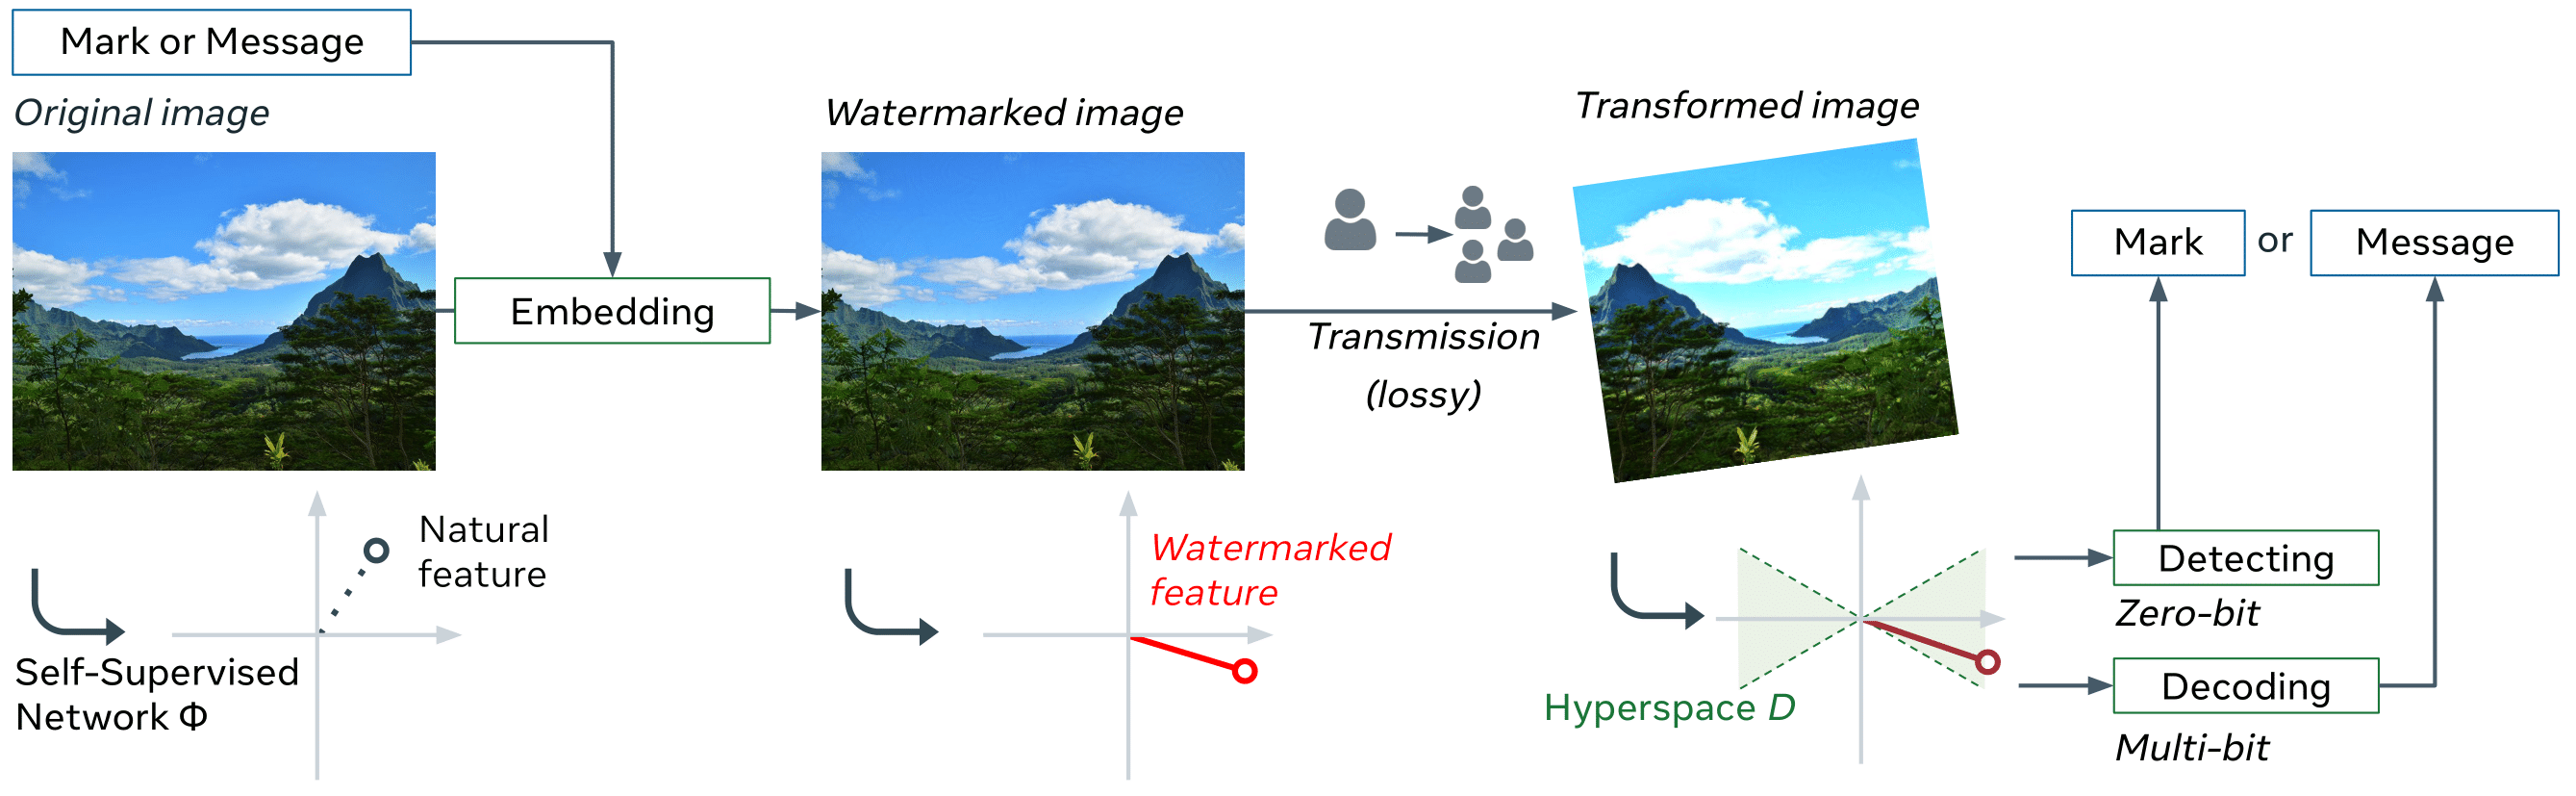 Mark or Message
Original image
Embedding
Natural
feature
Self-Supervised
Network Φ
Watermarked image
Watermarked
feature
Transmission
(lossy)
Transformed image
Hyperspace D
Mark
or
Message
Detecting
Zero-bit
Decoding
Multi-bit